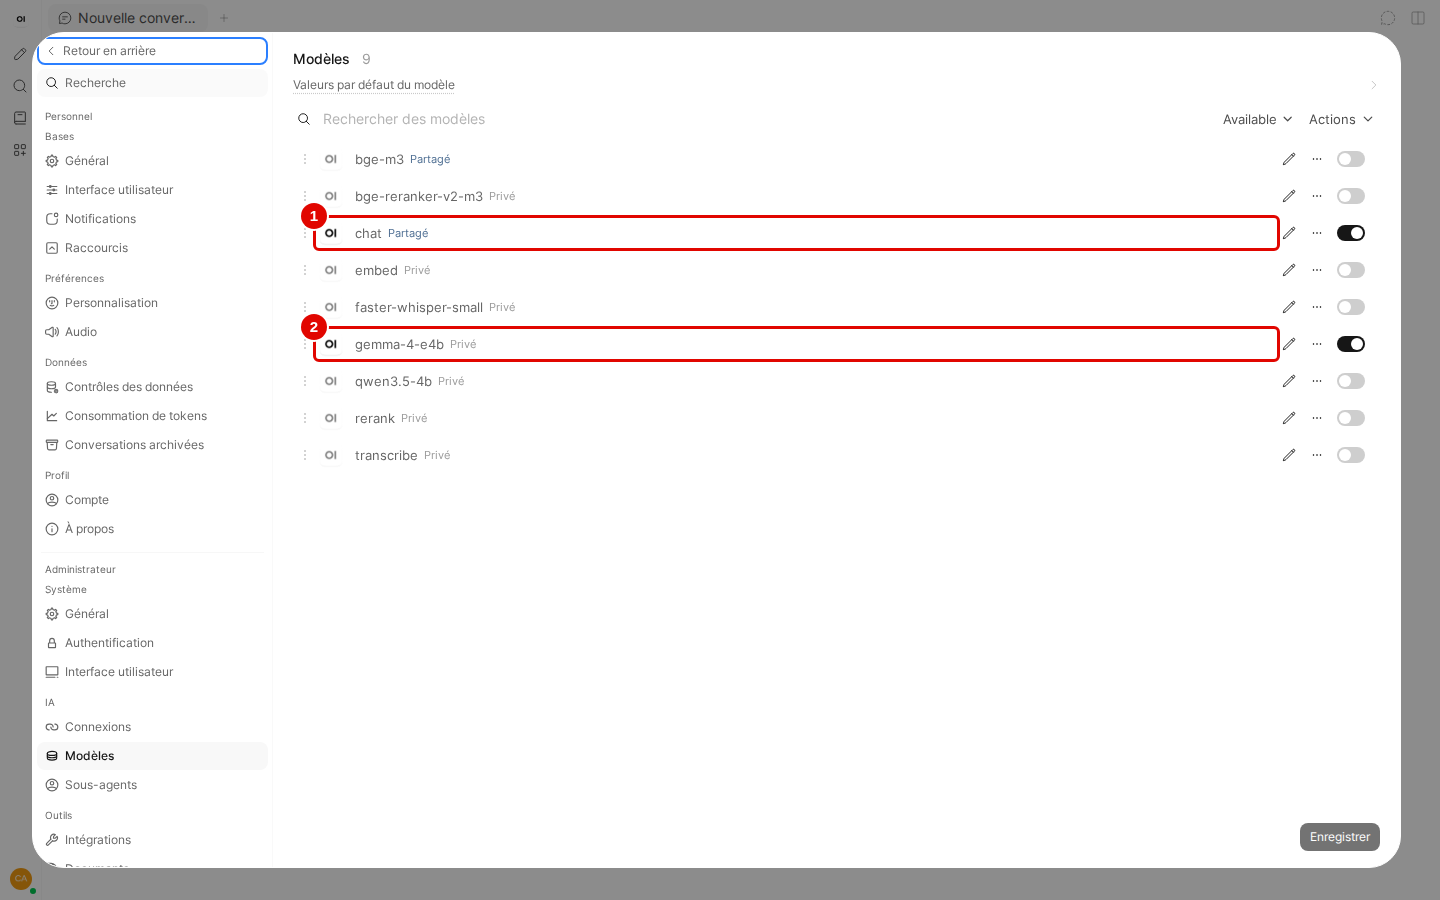 OI
Nouvelle conver...
Retour en arrière
Recherche
Personnel
Bases
Général
Interface utilisateur
Notifications
Raccourcis
Préférences
Personnalisation
Audio
Données
Contrôles des données
Consommation de tokens
Conversations archivées
Profil
Compte
À propos
Administrateur
Système
Général
Authentification
Interface utilisateur
IA
Connexions
Modèles
Sous-agents
Outils
Intégrations
CA
Modèles 9
Valeurs par défaut du modèle
Rechercher des modèles
Available
Actions
OI bge-m3 Partagé
OI bge-reranker-v2-m3 Privé
1
OI chat Partagé
OI embed Privé
OI faster-whisper-small Privé
2
OI gemma-4-e4b Privé
OI qwen3.5-4b Privé
OI rerank Privé
OI transcribe Privé
Enregistrer